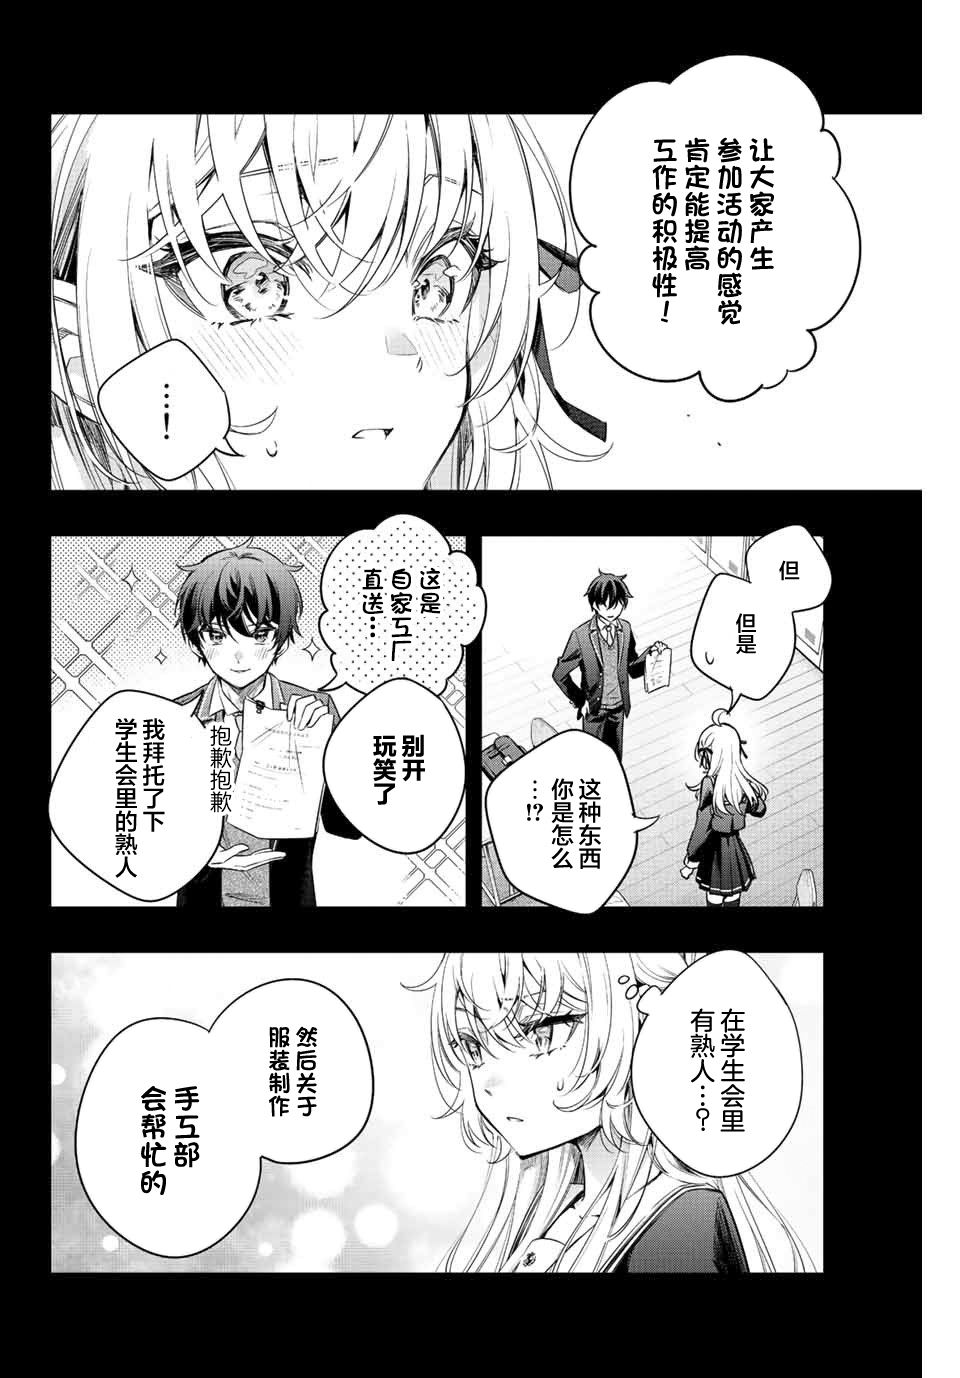 让大家产生
参加活动的感觉
肯定能提高
工作的积极性！
…！
但
但是
这种东西
你是怎么
…!?
这是
自家工厂
直送…
别开
玩笑了
抱歉抱歉
我拜托了下
学生会里的熟人
在学生会里
有熟人…？
然后关于
服装制作
手工部
会帮忙的